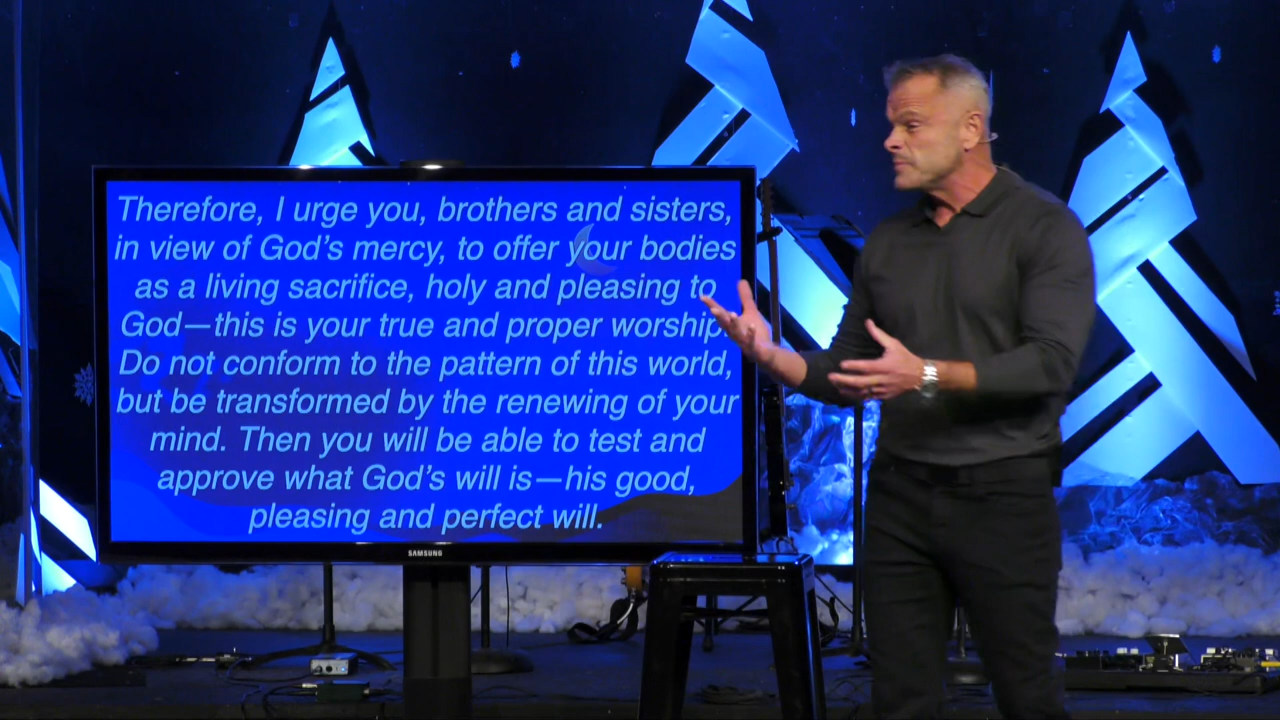 Therefore, I urge you, brothers and sisters,
in view of God's mercy, to offer your bodies
as a living sacrifice, holy and pleasing to
God—this is your true and proper worship.
Do not conform to the pattern of this world,
but be transformed by the renewing of your
mind. Then you will be able to test and
approve what God's will is—his good,
pleasing and perfect will.
SAMSUNG